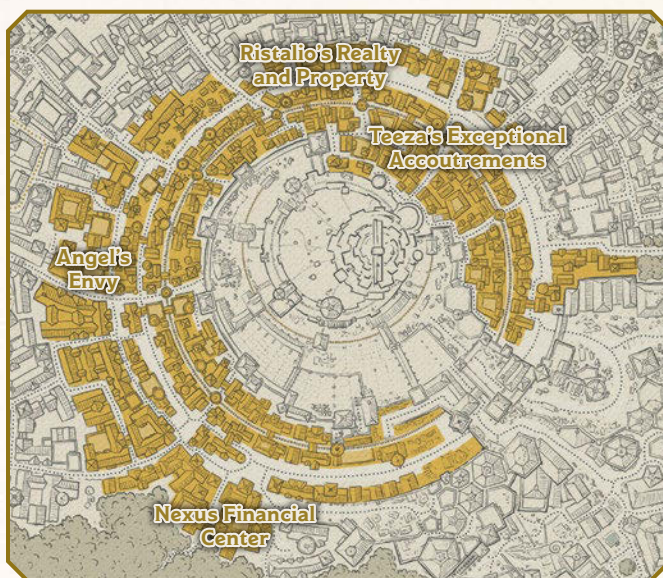 Ristalio's Realty
and Property
Teeza's Exceptional
Accoutrements
Angel's
Envy
Nexus Financial
Center